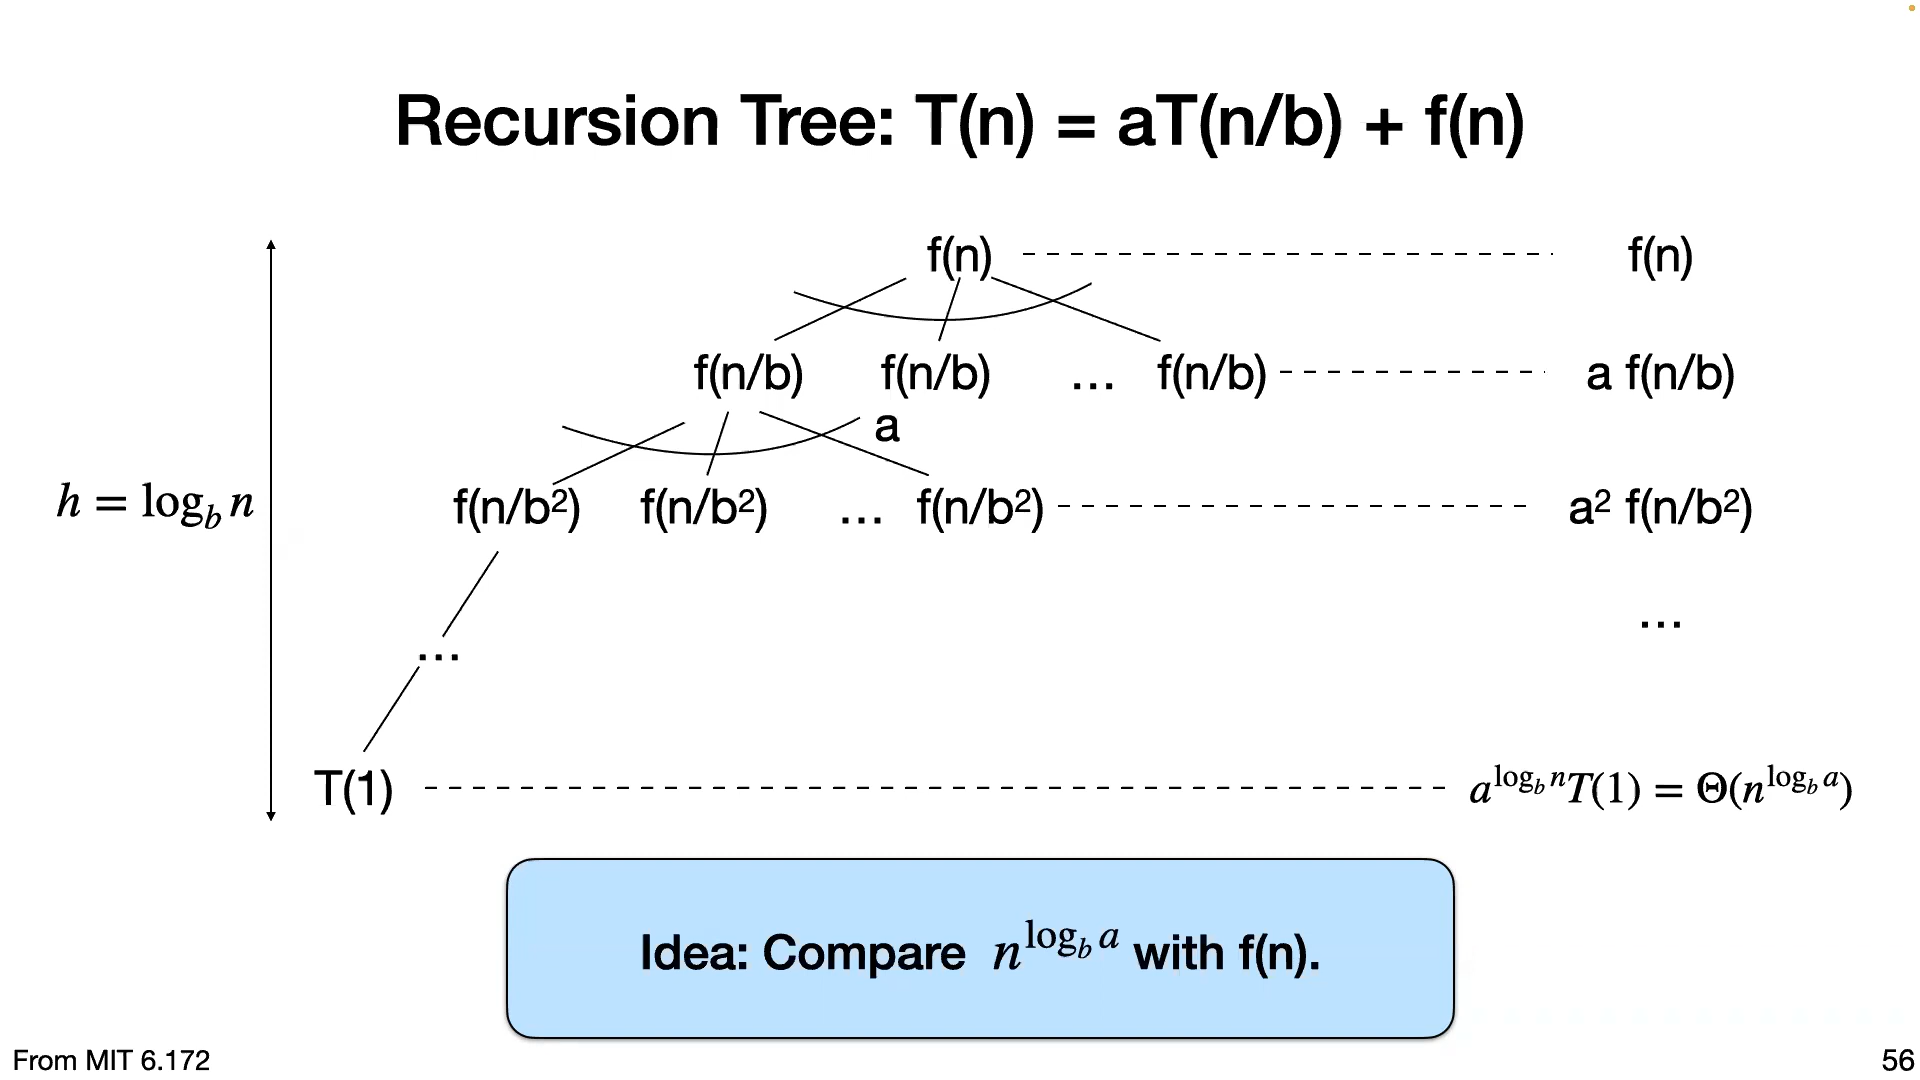 Recursion Tree: T(n) = aT(n/b) + f(n)
f(n) f(n)
f(n/b) f(n/b) … f(n/b) a f(n/b)
a
h = log_b n
f(n/b²) f(n/b²) … f(n/b²) a² f(n/b²)
…
…
T(1) a^{log_b n}T(1) = Θ(n^{log_b a})
Idea: Compare n^{log_b a} with f(n).
From MIT 6.172
56